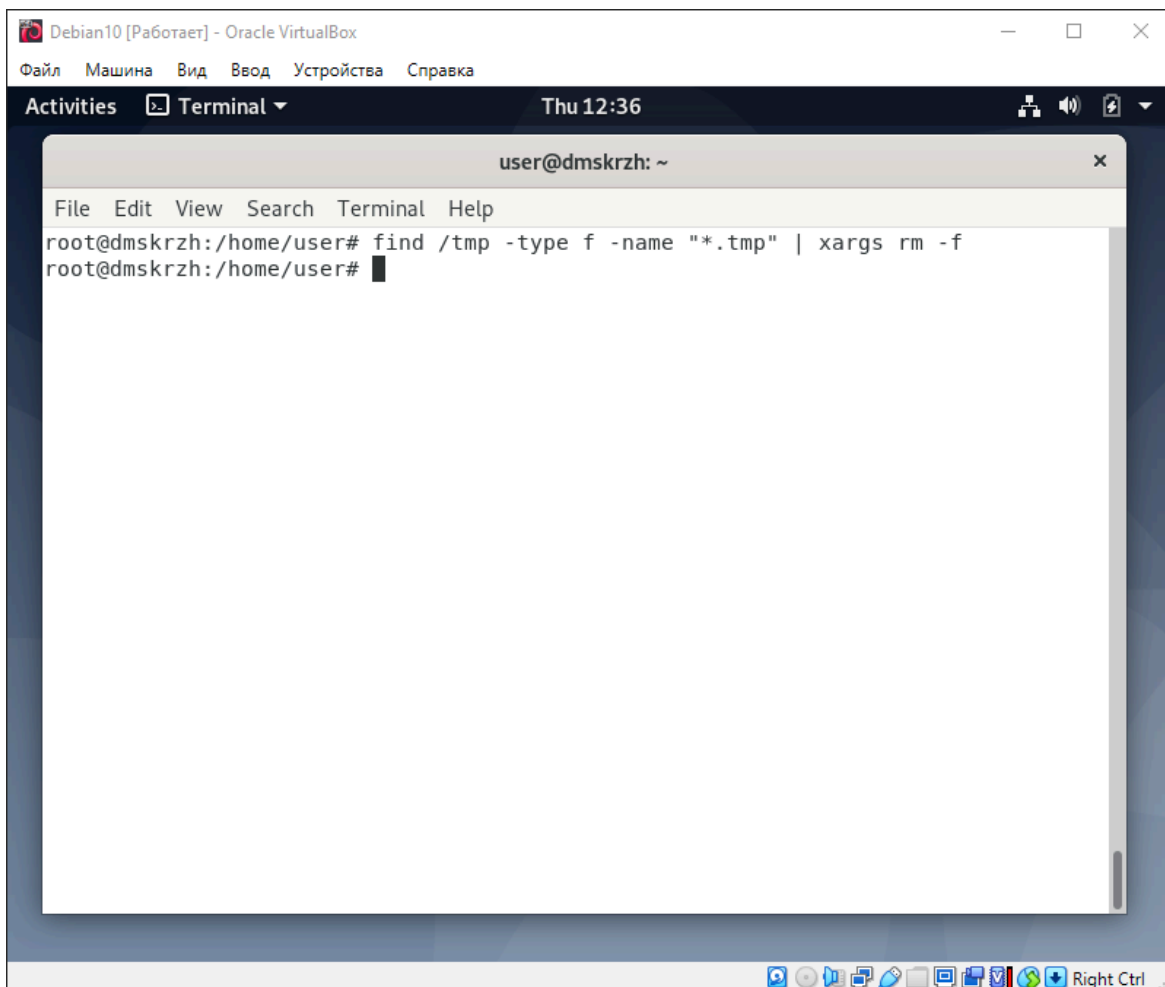 Debian10 [Работает] - Oracle VirtualBox
Файл Машина Вид Ввод Устройства Справка
Activities Terminal Thu 12:36
user@dmskrzh: ~
File Edit View Search Terminal Help
root@dmskrzh:/home/user# find /tmp -type f -name "*.tmp" | xargs rm -f
root@dmskrzh:/home/user#
Right Ctrl